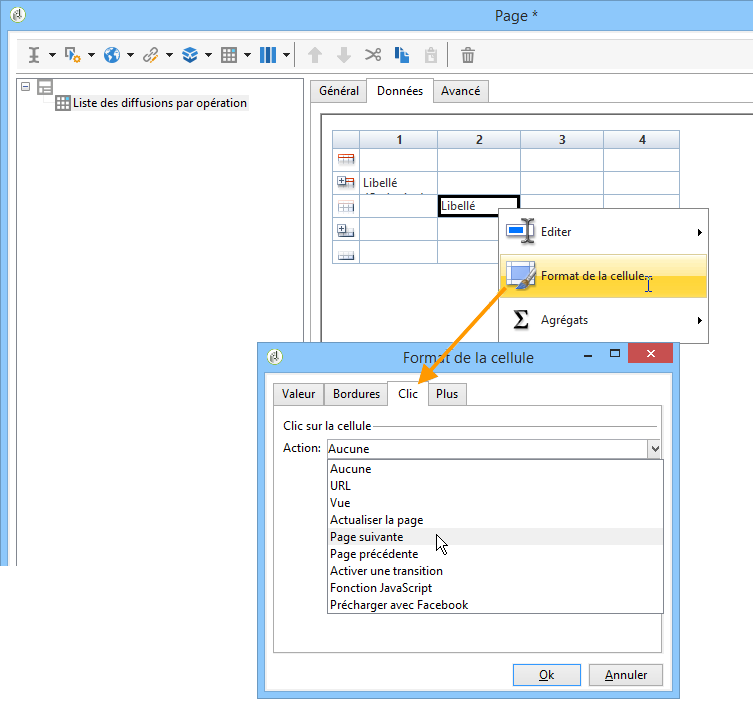 Page *
Liste des diffusions par opération
Général Données Avancé
1 2 3 4
Libellé
Libellé
Editer
Format de la cellule...
Σ Agrégats
Format de la cellule
Valeur Bordures Clic Plus
Clic sur la cellule
Action: Aucune
Aucune
URL
Vue
Actualiser la page
Page suivante
Page précédente
Activer une transition
Fonction JavaScript
Précharger avec Facebook
Ok Annuler